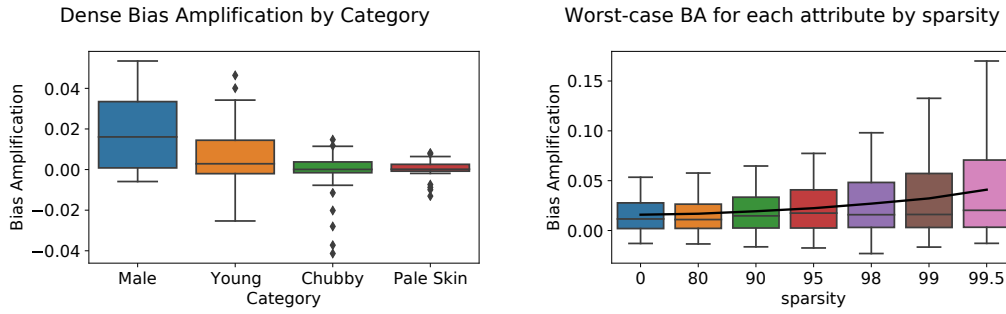 Dense Bias Amplification by Category
Bias Amplification
0.04
0.02
0.00
−0.02
−0.04
Male Young Chubby Pale Skin
Category
Worst-case BA for each attribute by sparsity
Bias Amplification
0.15
0.10
0.05
0.00
0 80 90 95 98 99 99.5
sparsity